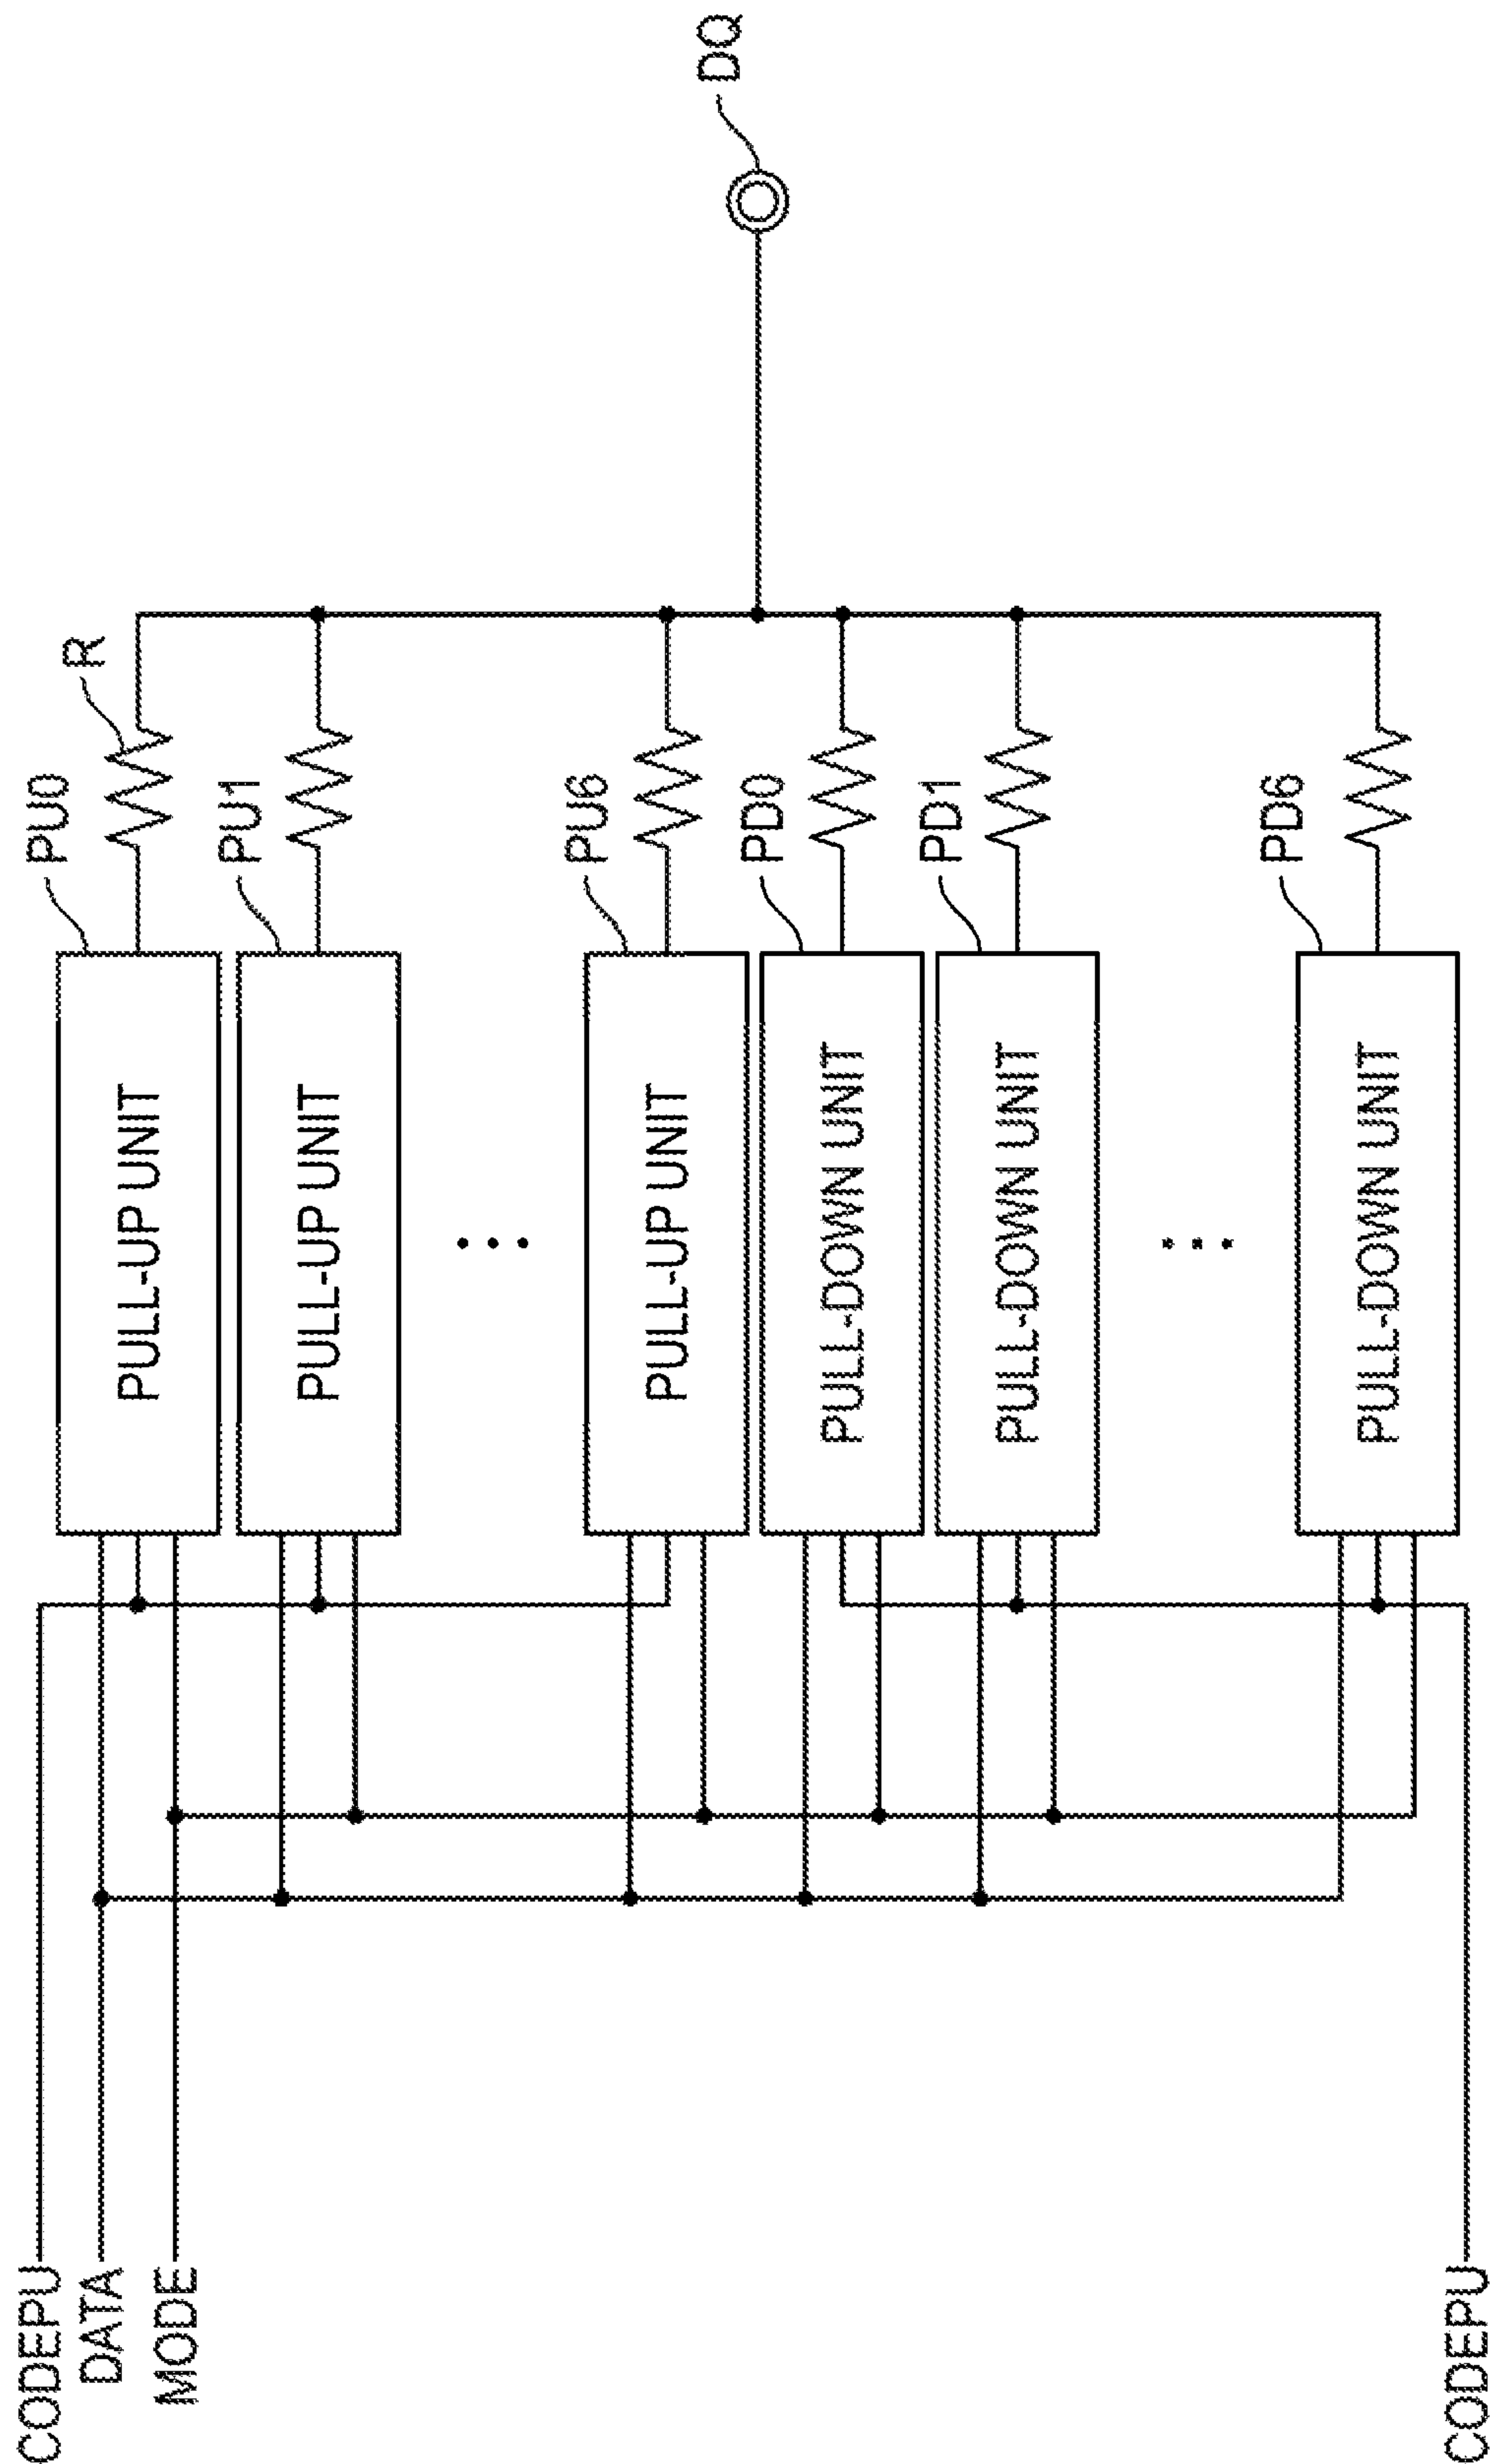 CODEPU
DATA
MODE
PULL-UP UNIT
PU0
R
PULL-UP UNIT
PU1
PULL-UP UNIT
PU6
PULL-DOWN UNIT
PD0
PULL-DOWN UNIT
PD1
PULL-DOWN UNIT
PD6
DQ
CODEPU